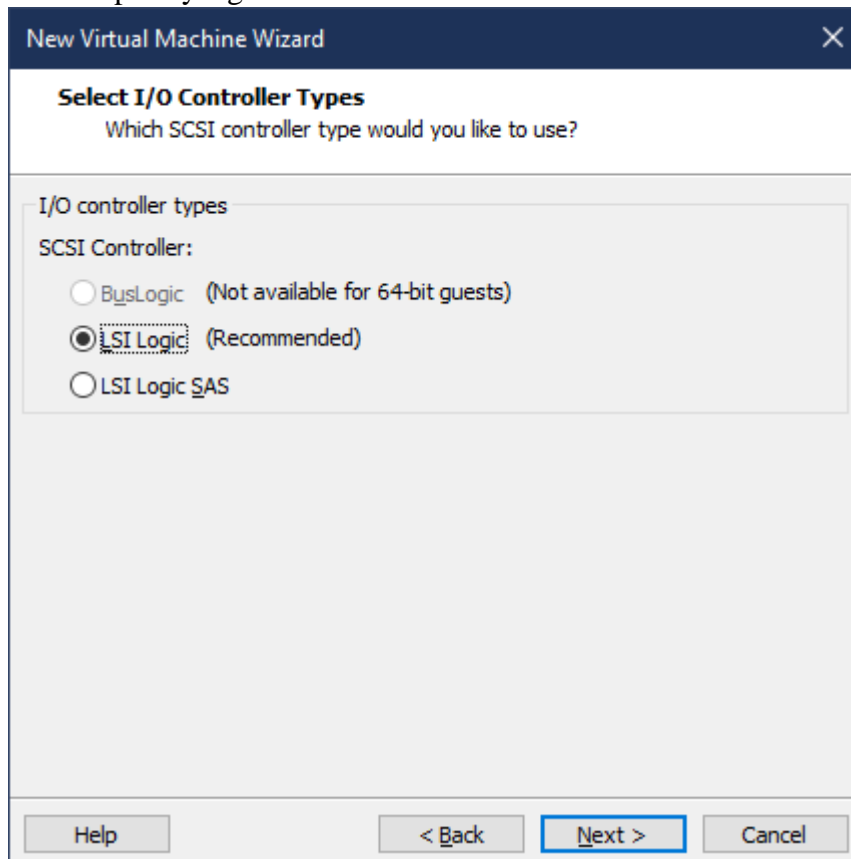 New Virtual Machine Wizard
Select I/O Controller Types
Which SCSI controller type would you like to use?
I/O controller types
SCSI Controller:
BusLogic (Not available for 64-bit guests)
LSI Logic (Recommended)
LSI Logic SAS
Help < Back Next > Cancel